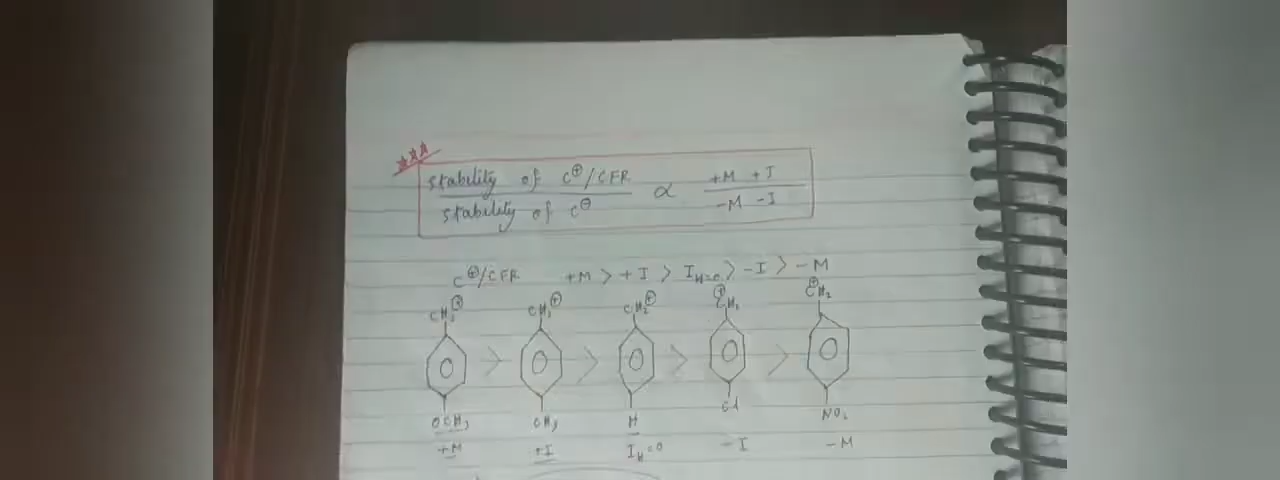 ★★★
stability of C⊕/CFR
stability of C⊖
∝
+M +I
-M -I
C⊕/CFR +M > +I > I_H=0 > -I > -M
CH₂⊕ CH₂⊕ CH₂⊕ ⊕CH₂ ⊕CH₂
> > > >
OCH₃ CH₃ H Cl NO₂
+M +I I_H=0 -I -M